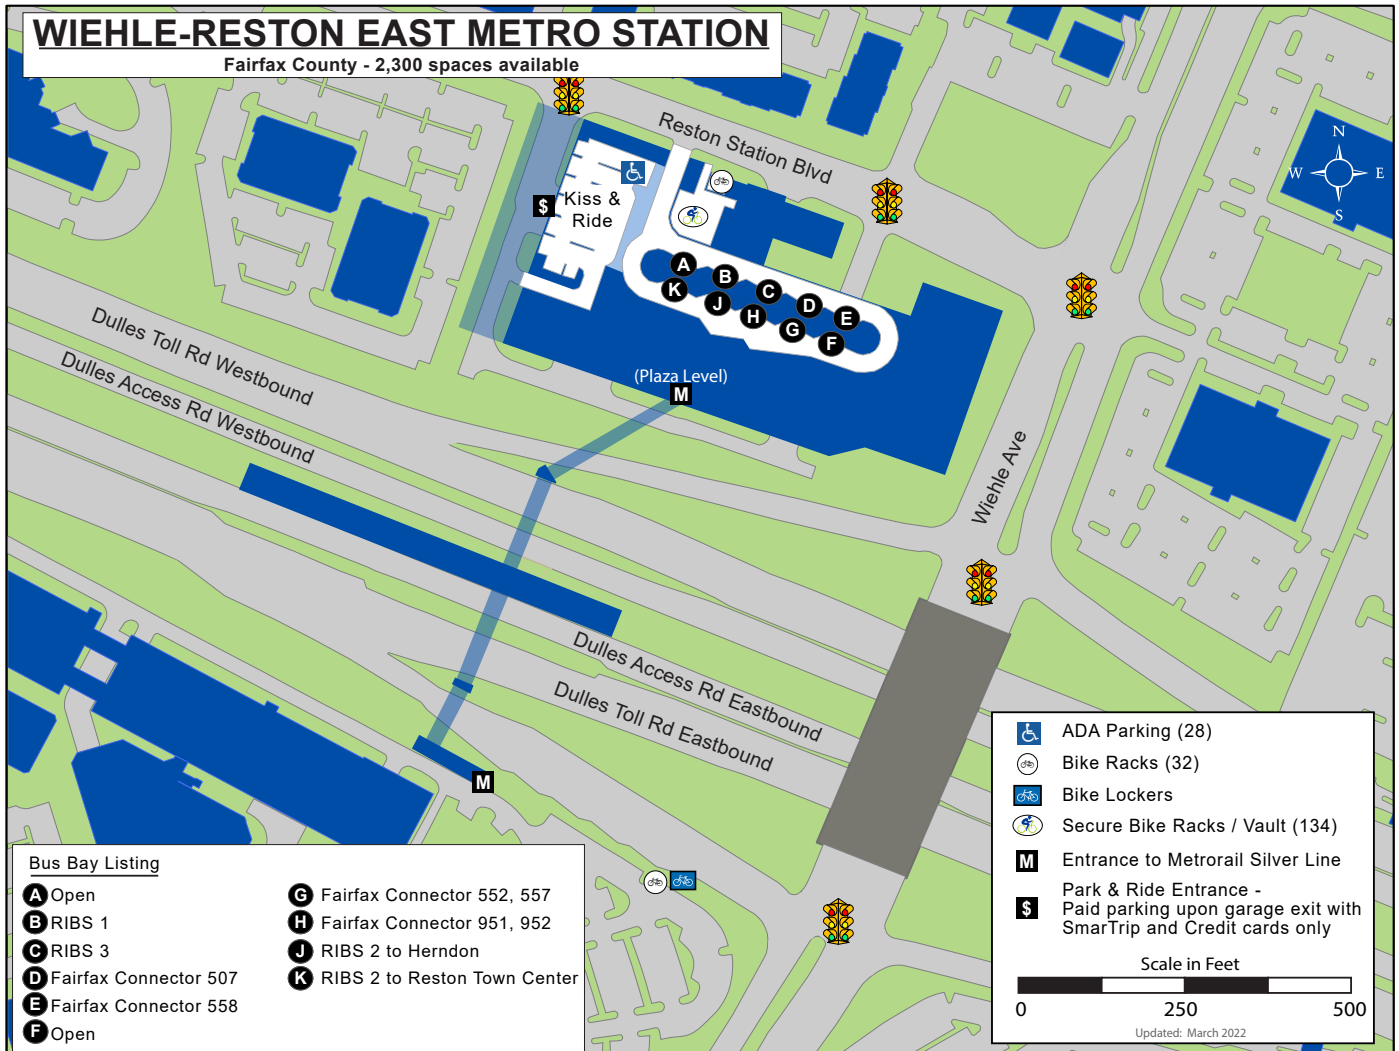 WIEHLE-RESTON EAST METRO STATION
Fairfax County - 2,300 spaces available
Reston Station Blvd
N
W E
S
$
Kiss &
Ride
A
B
C
D
E
K
J
H
G
F
(Plaza Level)
M
Dulles Toll Rd Westbound
Dulles Access Rd Westbound
Wiehle Ave
Dulles Access Rd Eastbound
Dulles Toll Rd Eastbound
M
ADA Parking (28)
Bike Racks (32)
Bike Lockers
Secure Bike Racks / Vault (134)
M Entrance to Metrorail Silver Line
Park & Ride Entrance -
$ Paid parking upon garage exit with
SmarTrip and Credit cards only
Scale in Feet
0 250 500
Updated: March 2022
Bus Bay Listing
A Open
B RIBS 1
C RIBS 3
D Fairfax Connector 507
E Fairfax Connector 558
F Open
G Fairfax Connector 552, 557
H Fairfax Connector 951, 952
J RIBS 2 to Herndon
K RIBS 2 to Reston Town Center